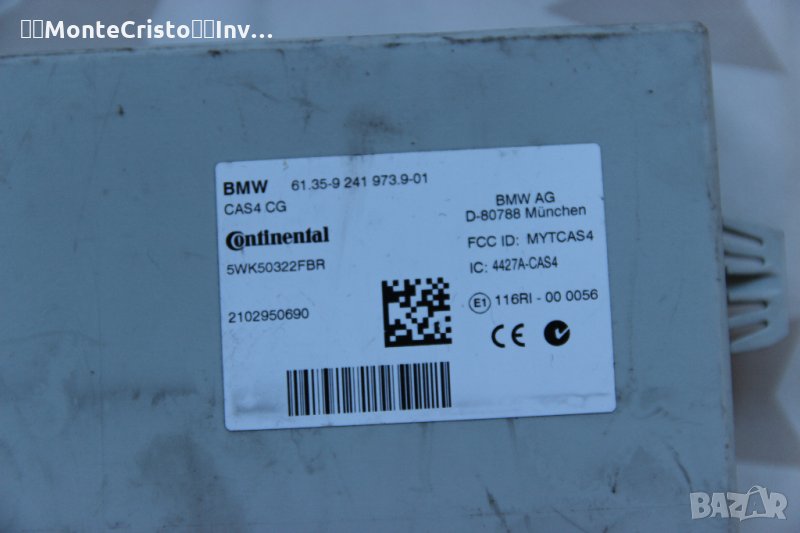 MonteCristo Inv...
BMW 61.35-9 241 973.9-01
CAS4 CG
Continental
5WK50322FBR
2102950690
BMW AG
D-80788 München
FCC ID: MYTCAS4
IC: 4427A-CAS4
E1 116RI - 00 0056
CE
BAZAR